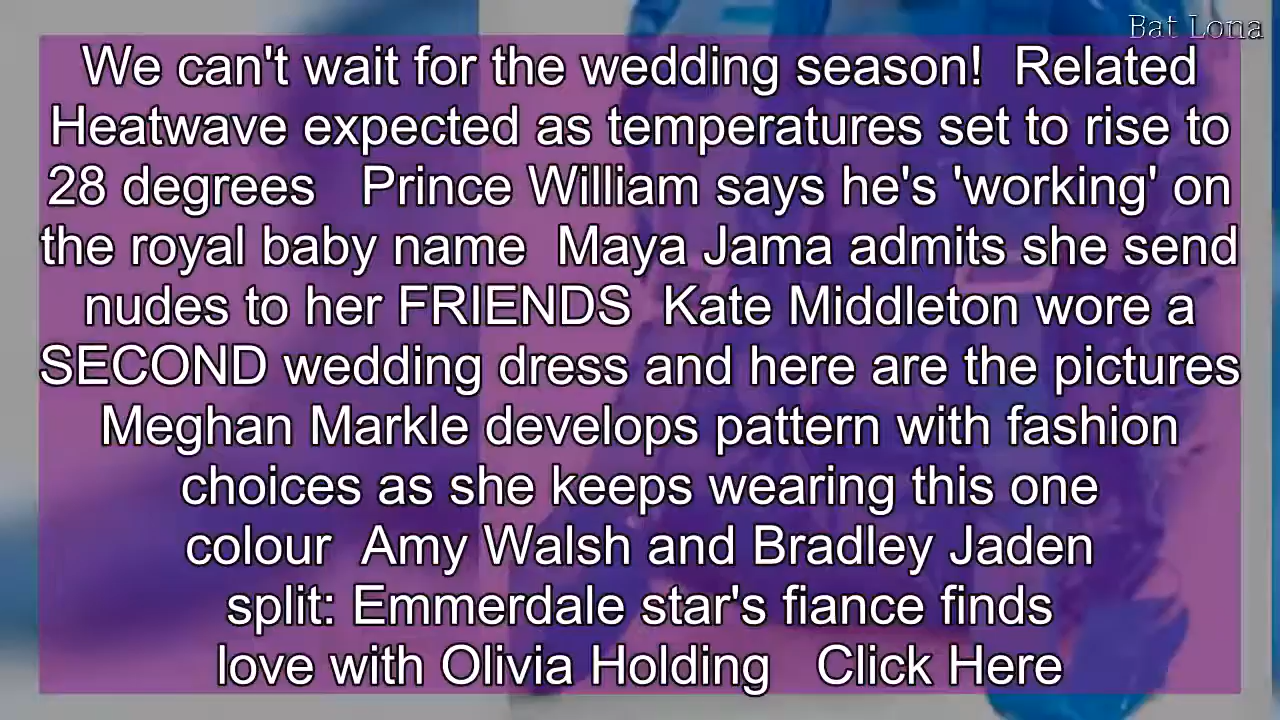 Bat Lona
We can't wait for the wedding season!  Related
Heatwave expected as temperatures set to rise to
28 degrees   Prince William says he's 'working' on
the royal baby name  Maya Jama admits she send
nudes to her FRIENDS  Kate Middleton wore a
SECOND wedding dress and here are the pictures
Meghan Markle develops pattern with fashion
choices as she keeps wearing this one
colour  Amy Walsh and Bradley Jaden
split: Emmerdale star's fiance finds
love with Olivia Holding   Click Here